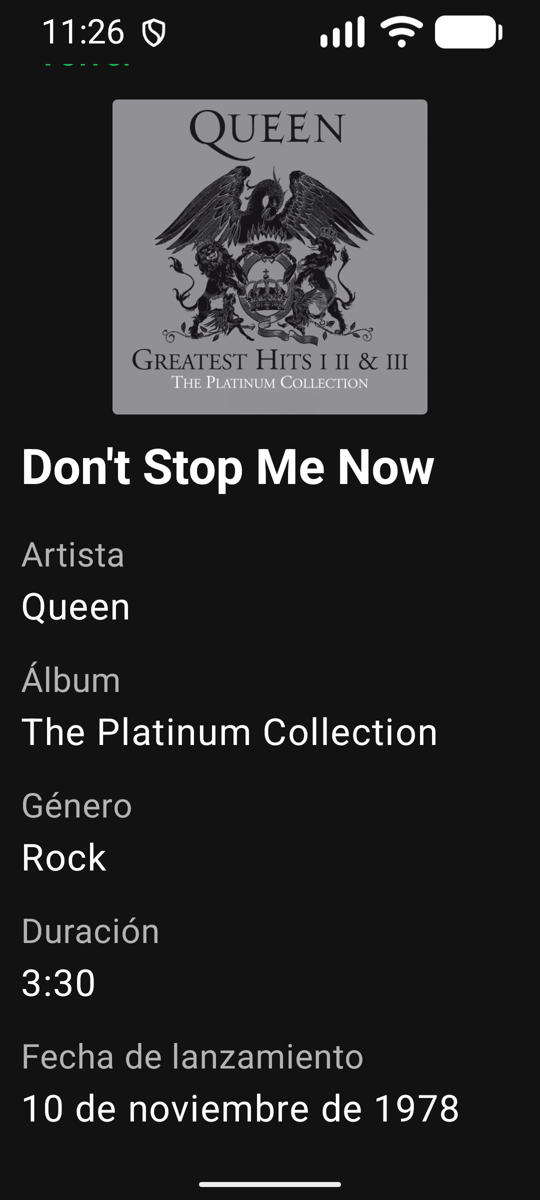 11:26
QUEEN
GREATEST HITS I II & III
THE PLATINUM COLLECTION
Don't Stop Me Now
Artista
Queen
Álbum
The Platinum Collection
Género
Rock
Duración
3:30
Fecha de lanzamiento
10 de noviembre de 1978